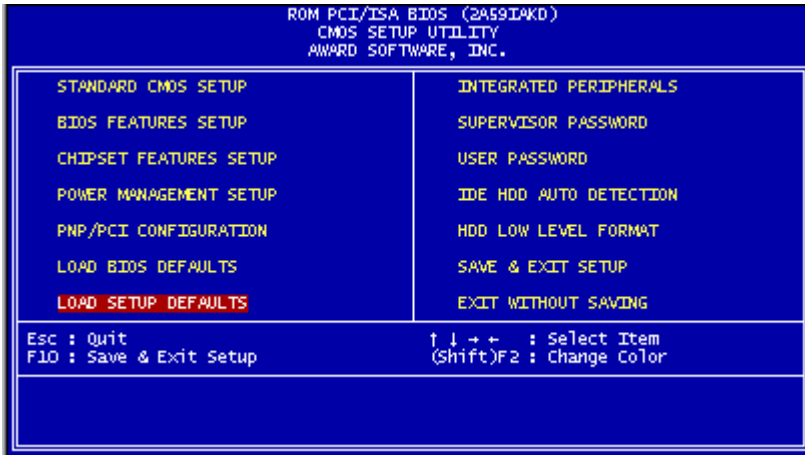 ROM PCI/ISA BIOS (2A59IAKD)
CMOS SETUP UTILITY
AWARD SOFTWARE, INC.
STANDARD CMOS SETUP
BIOS FEATURES SETUP
CHIPSET FEATURES SETUP
POWER MANAGEMENT SETUP
PNP/PCI CONFIGURATION
LOAD BIOS DEFAULTS
LOAD SETUP DEFAULTS
INTEGRATED PERIPHERALS
SUPERVISOR PASSWORD
USER PASSWORD
IDE HDD AUTO DETECTION
HDD LOW LEVEL FORMAT
SAVE & EXIT SETUP
EXIT WITHOUT SAVING
Esc : Quit
F10 : Save & Exit Setup
↑ ↓ → ← : Select Item
(Shift)F2 : Change Color